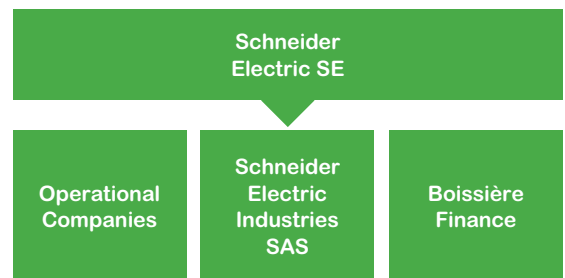 Schneider
Electric SE
Operational
Companies
Schneider
Electric
Industries
SAS
Boissière
Finance